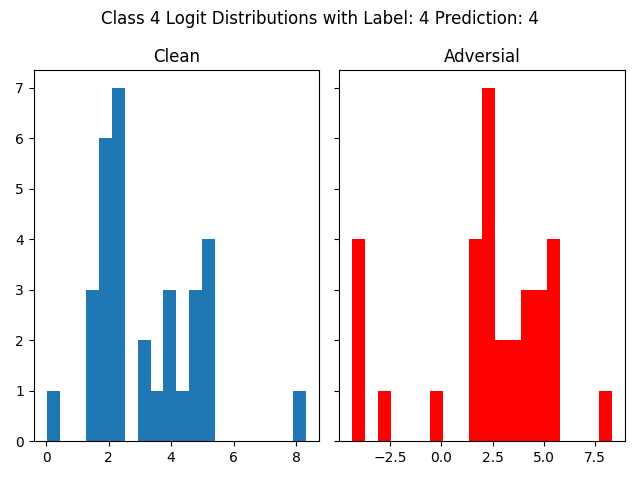 Class 4 Logit Distributions with Label: 4 Prediction: 4
Clean
Adversial
7
6
5
4
3
2
1
0
0 2 4 6 8
−2.5 0.0 2.5 5.0 7.5